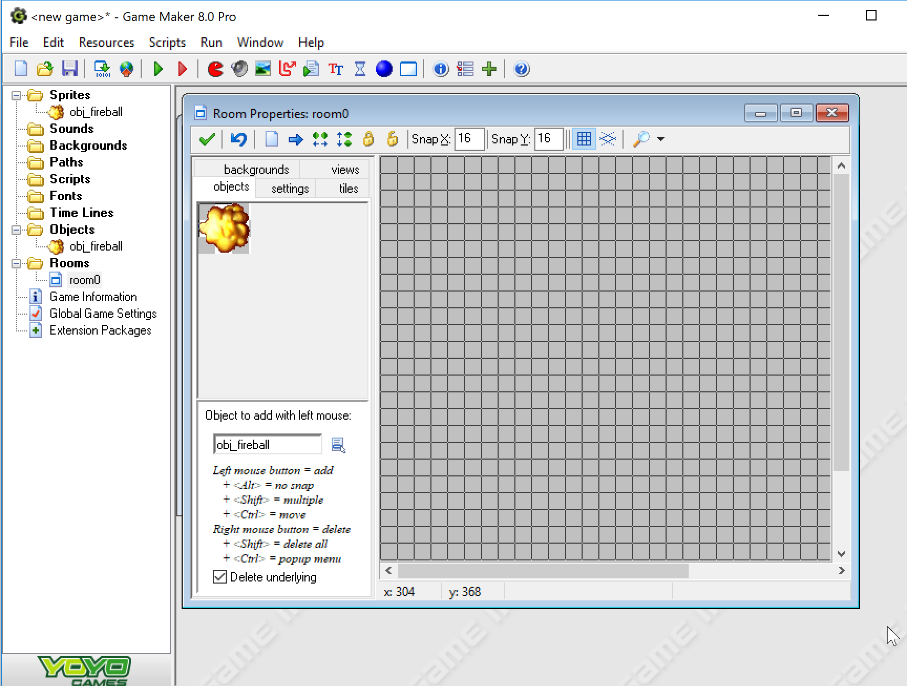 <new game>* - Game Maker 8.0 Pro
File Edit Resources Scripts Run Window Help
Sprites
obj_fireball
Sounds
Backgrounds
Paths
Scripts
Fonts
Time Lines
Objects
obj_fireball
Rooms
room0
Game Information
Global Game Settings
Extension Packages
YOYO
GAMES
Room Properties: room0
Snap X: 16 Snap Y: 16
backgrounds views
objects settings tiles
Object to add with left mouse:
obj_fireball
Left mouse button = add
+ <Alt> = no snap
+ <Shift> = multiple
+ <Ctrl> = move
Right mouse button = delete
+ <Shift> = delete all
+ <Ctrl> = popup menu
Delete underlying
x: 304 y: 368